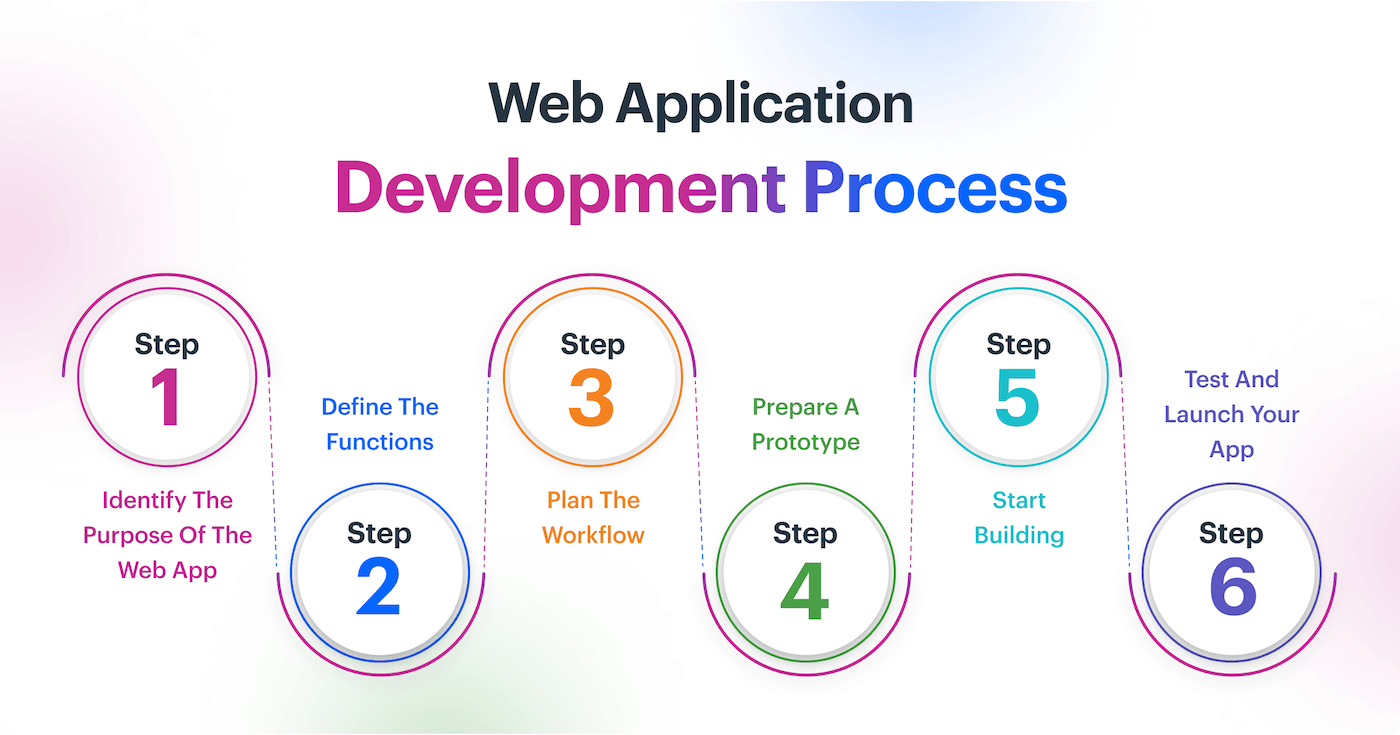 Web Application
Development Process
Step
1
Identify The
Purpose Of The
Web App
Define The
Functions
Step
2
Step
3
Plan The
Workflow
Prepare A
Prototype
Step
4
Step
5
Start
Building
Test And
Launch Your
App
Step
6